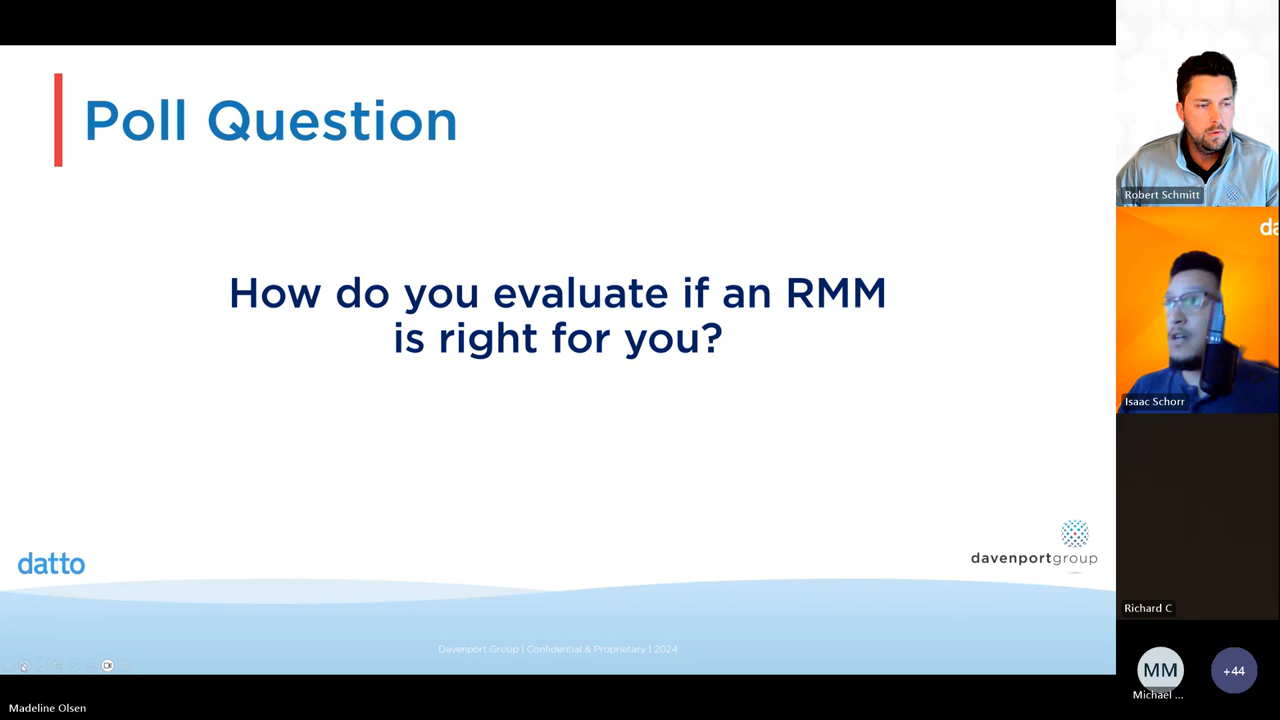 Poll Question
How do you evaluate if an RMM
is right for you?
datto
davenportgroup
Davenport Group | Confidential & Proprietary | 2024
Madeline Olsen
Robert Schmitt
da
Isaac Schorr
Richard C
MM
Michael ...
+44